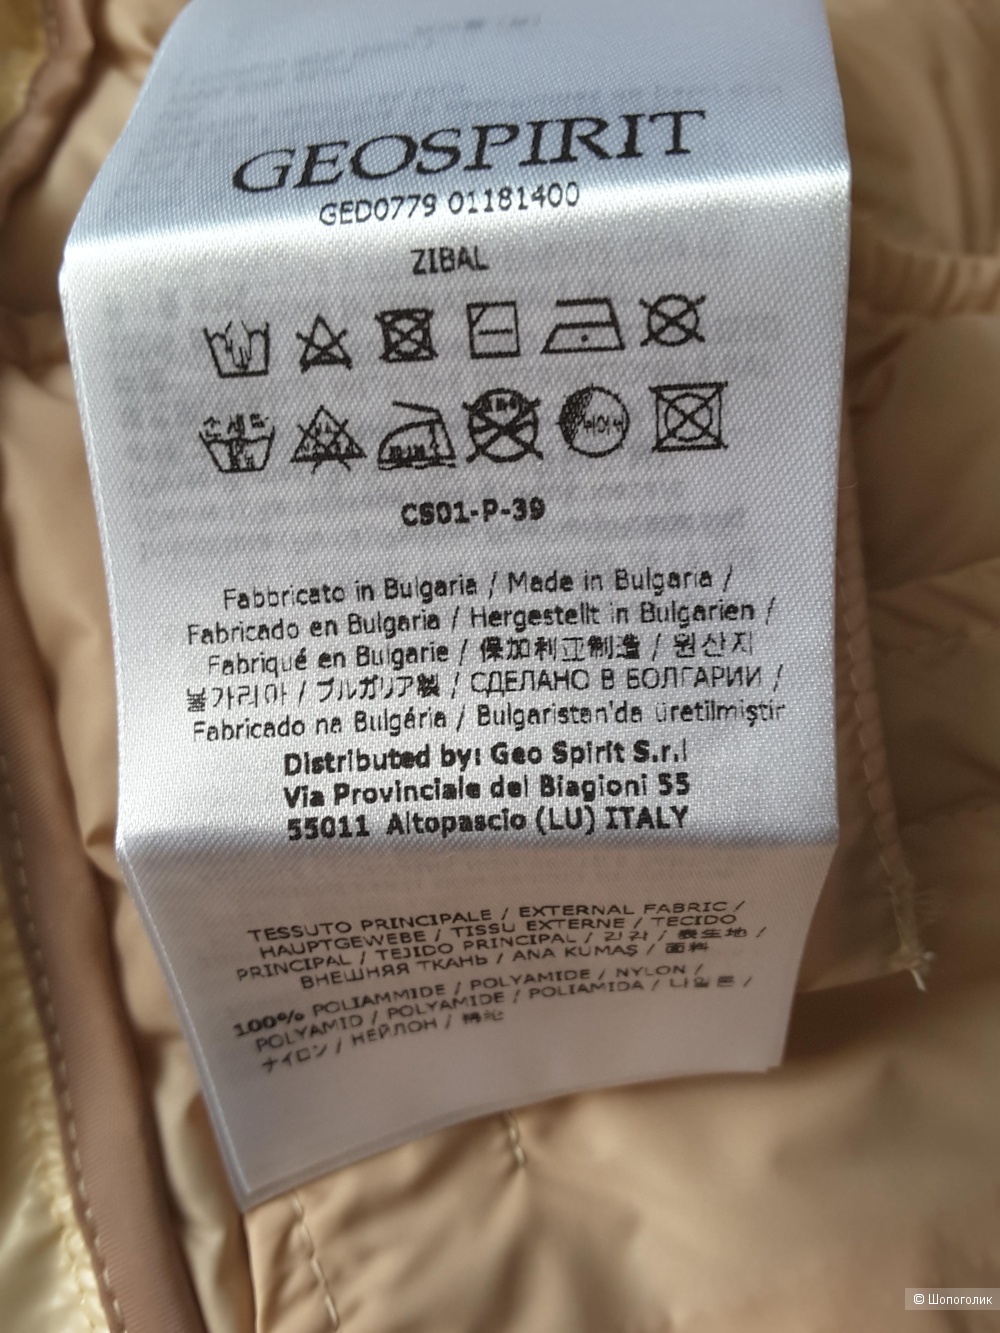 GEOSPIRIT
GED0779 01181400
ZIBAL
손세트
CS01-P-39
Fabbricato in Bulgaria / Made in Bulgaria /
Fabricado en Bulgaria / Hergestellt in Bulgarien /
Fabriqué en Bulgarie / 保加利亚制造 / 원산지
불가리아 / ブルガリア製 / СДЕЛАНО В БОЛГАРИИ /
Fabricado na Bulgária / Bulgaristan'da üretilmiştir
Distributed by: Geo Spirit S.r.l
Via Provinciale dei Biagioni 55
55011 Altopascio (LU) ITALY
TESSUTO PRINCIPALE / EXTERNAL FABRIC /
HAUPTGEWEBE / TISSU EXTERNE / TECIDO
PRINCIPAL / TEJIDO PRINCIPAL / 겉감 / 表生地 /
ВНЕШНЯЯ ТКАНЬ / ANA KUMAŞ / 面料
100% POLIAMMIDE / POLYAMIDE / NYLON /
POLYAMID / POLYAMIDE / POLIAMIDA / 나일론 /
ナイロン / НЕЙЛОН / 锦纶
© Шопоголик